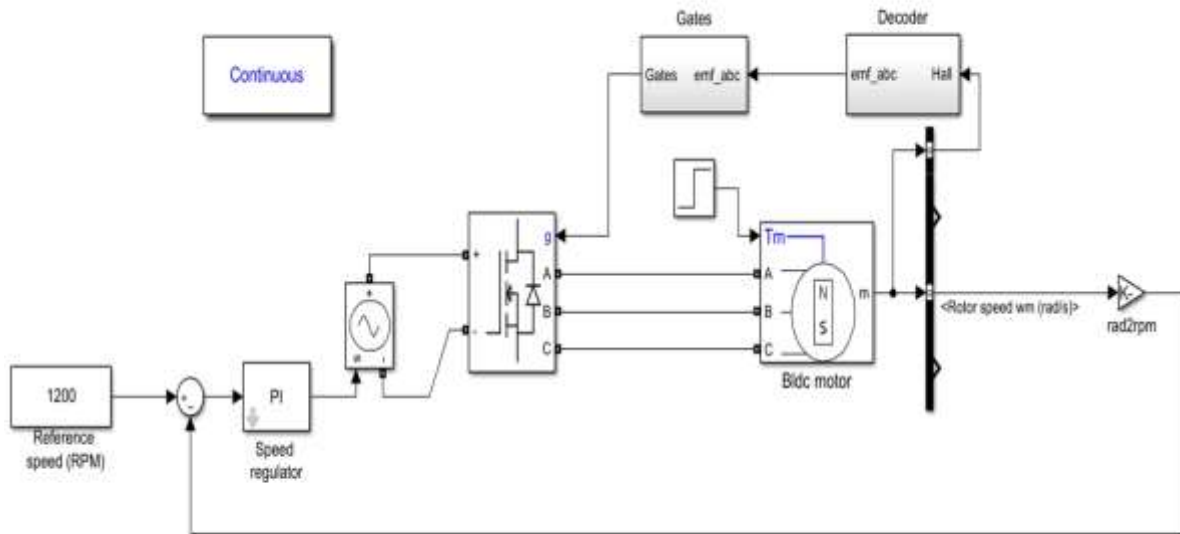 Gates
Decoder
Continuous
Gates emf_abc
emf_abc Hall
g
Tm
+
A
A
N
m
B
B
S
<Rotor speed wm (rad/s)>
K-
rad2rpm
-
C
C
Bldc motor
1200
PI
Reference
speed (RPM)
Speed
regulator